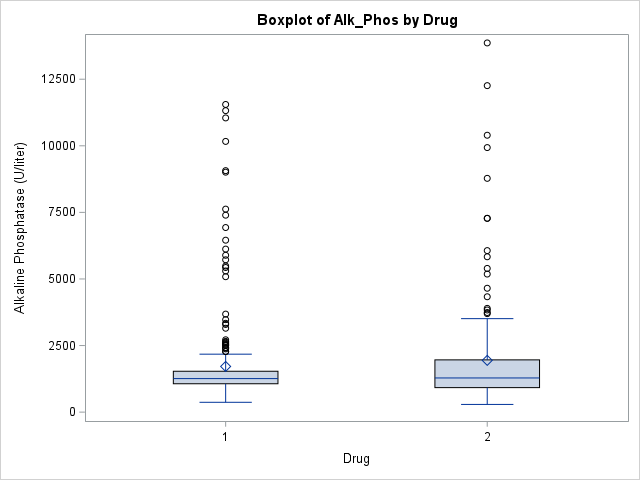 Boxplot of Alk_Phos by Drug
Alkaline Phosphatase (U/liter)
12500
10000
7500
5000
2500
0
1 2
Drug